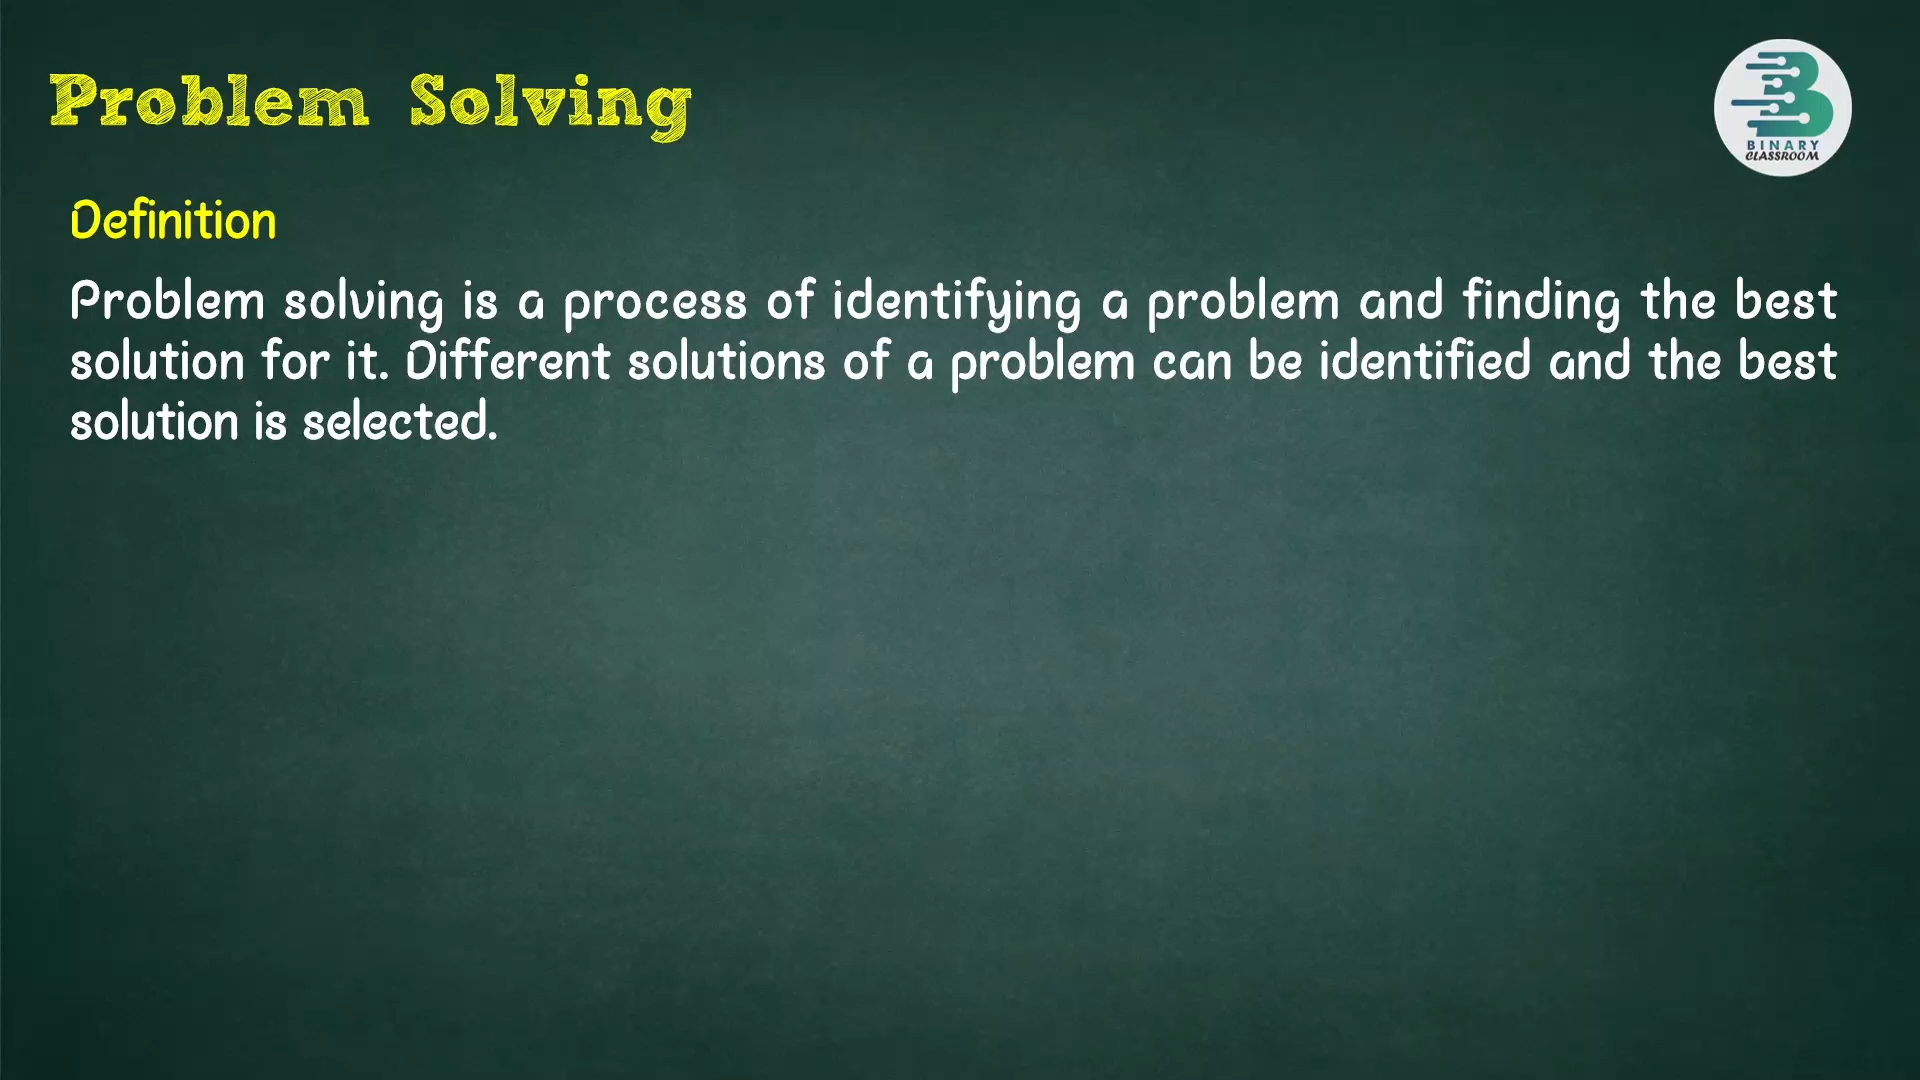 Problem Solving
BINARY
CLASSROOM
Definition
Problem solving is a process of identifying a problem and finding the best
solution for it. Different solutions of a problem can be identified and the best
solution is selected.